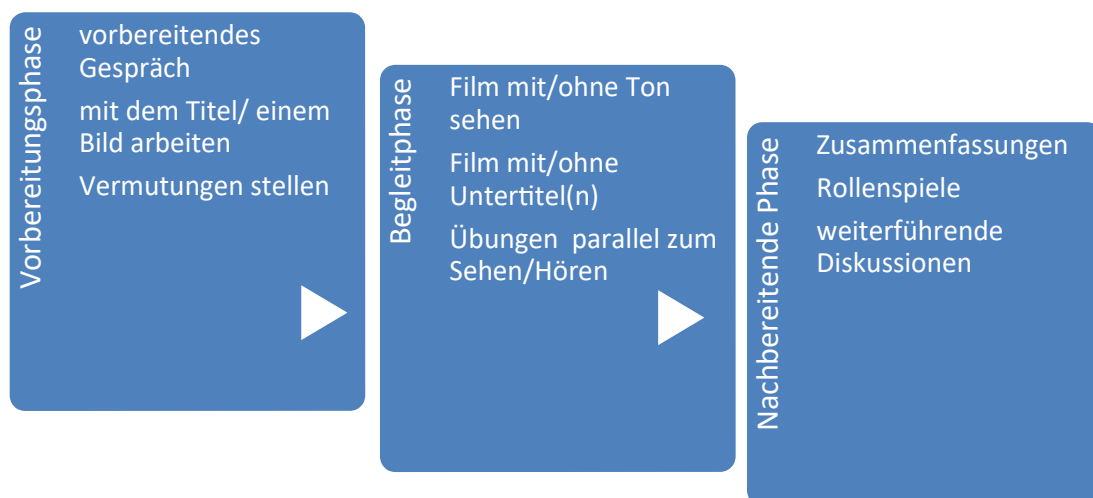 Vorbereitungsphase
vorbereitendes
Gespräch
mit dem Titel/ einem
Bild arbeiten
Vermutungen stellen
Begleitphase
Film mit/ohne Ton
sehen
Film mit/ohne
Untertitel(n)
Übungen  parallel zum
Sehen/Hören
Nachbereitende Phase
Zusammenfassungen
Rollenspiele
weiterführende
Diskussionen